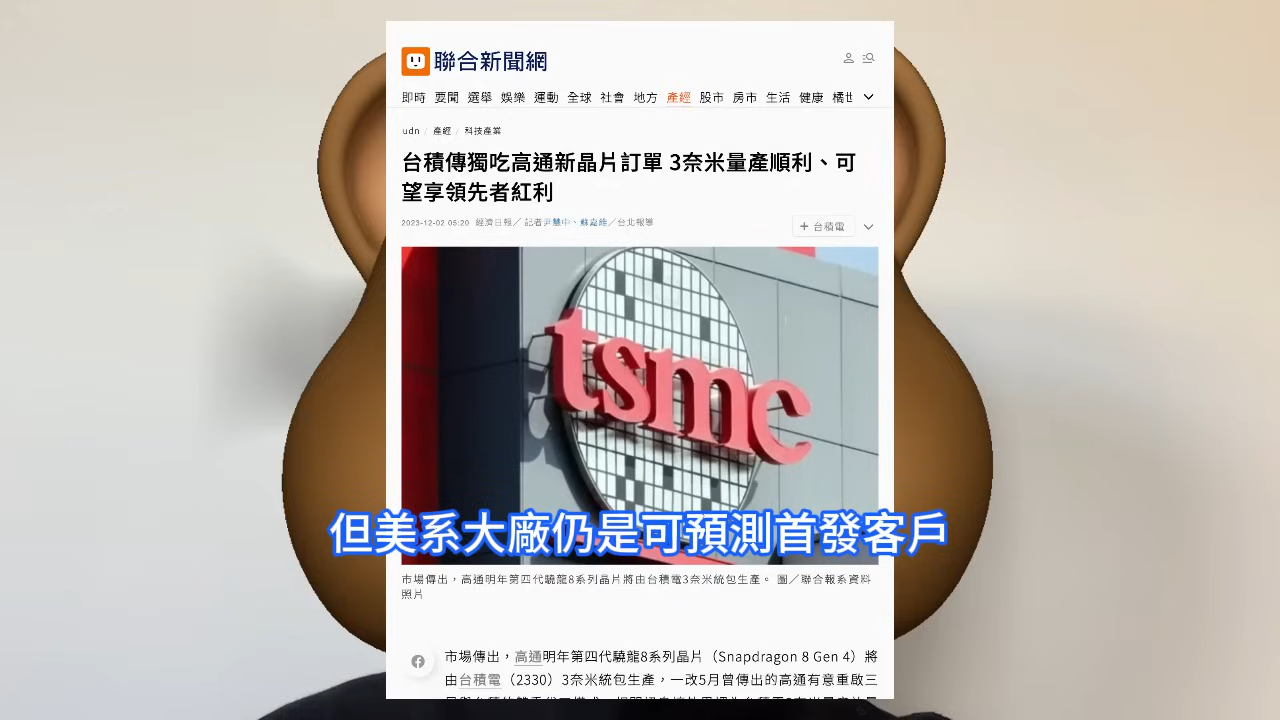 聯合新聞網
即時 要聞 選舉 娛樂 運動 全球 社會 地方 產經 股市 房市 生活 健康 橘世
udn / 產經 / 科技產業
台積傳獨吃高通新晶片訂單 3奈米量產順利、可
望享領先者紅利
2023-12-02 05:20 經濟日報／ 記者尹慧中、蘇嘉維／台北報導
+ 台積電
tsmc
但美系大廠仍是可預測首發客戶
市場傳出，高通明年第四代驍龍8系列晶片將由台積電3奈米統包生產。 圖／聯合報系資料
照片
市場傳出，高通明年第四代驍龍8系列晶片（Snapdragon 8 Gen 4）將
由台積電（2330）3奈米統包生產，一改5月曾傳出的高通有意重啟三